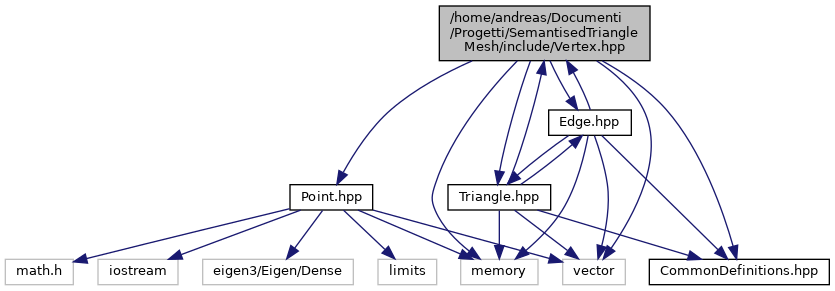 /home/andreas/Documenti
/Progetti/SemantisedTriangle
Mesh/include/Vertex.hpp
Edge.hpp
Point.hpp
Triangle.hpp
math.h
iostream
eigen3/Eigen/Dense
limits
memory
vector
CommonDefinitions.hpp